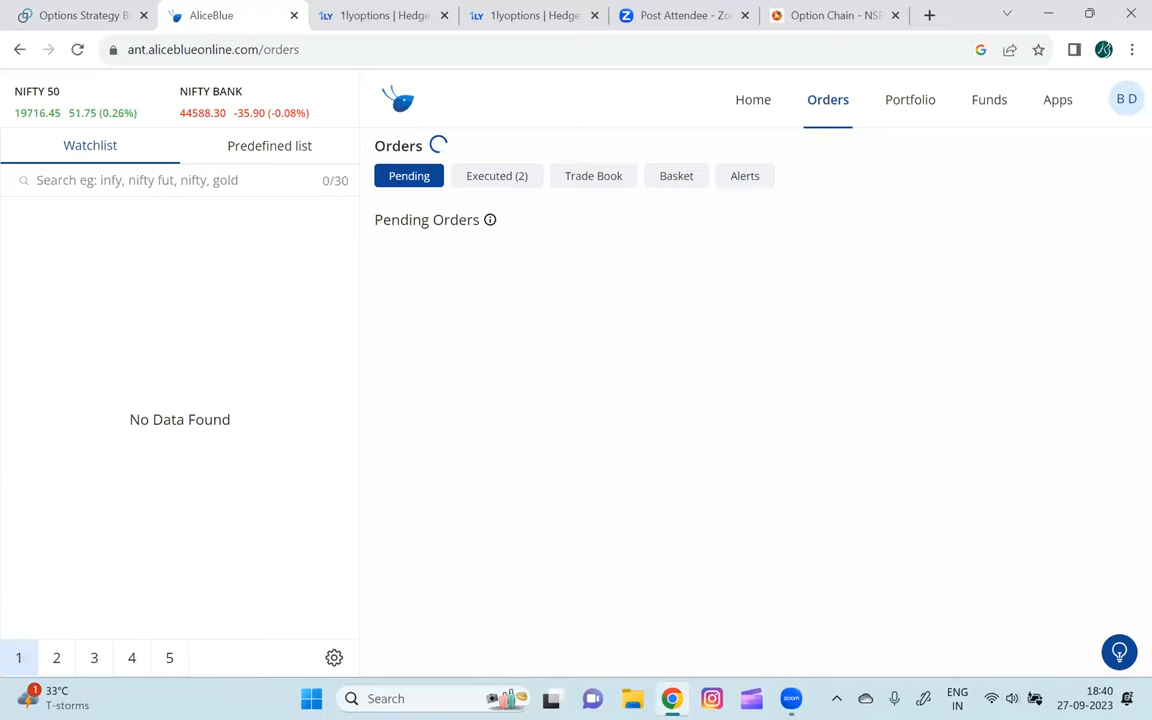 Options Strategy B
AliceBlue
1LY
1lyoptions | Hedge
1LY
1lyoptions | Hedge
Post Attendee - Zo
Option Chain - NSE
ant.aliceblueonline.com/orders
NIFTY 50
19716.45 51.75 (0.26%)
NIFTY BANK
44588.30 -35.90 (-0.08%)
Home
Orders
Portfolio
Funds
Apps
B D
Watchlist
Predefined list
Search eg: infy, nifty fut, nifty, gold
0/30
Orders
Pending
Executed (2)
Trade Book
Basket
Alerts
Pending Orders
No Data Found
1 2 3 4 5
1
33°C
T-storms
Search
zoom
ENG
IN
18:40
27-09-2023